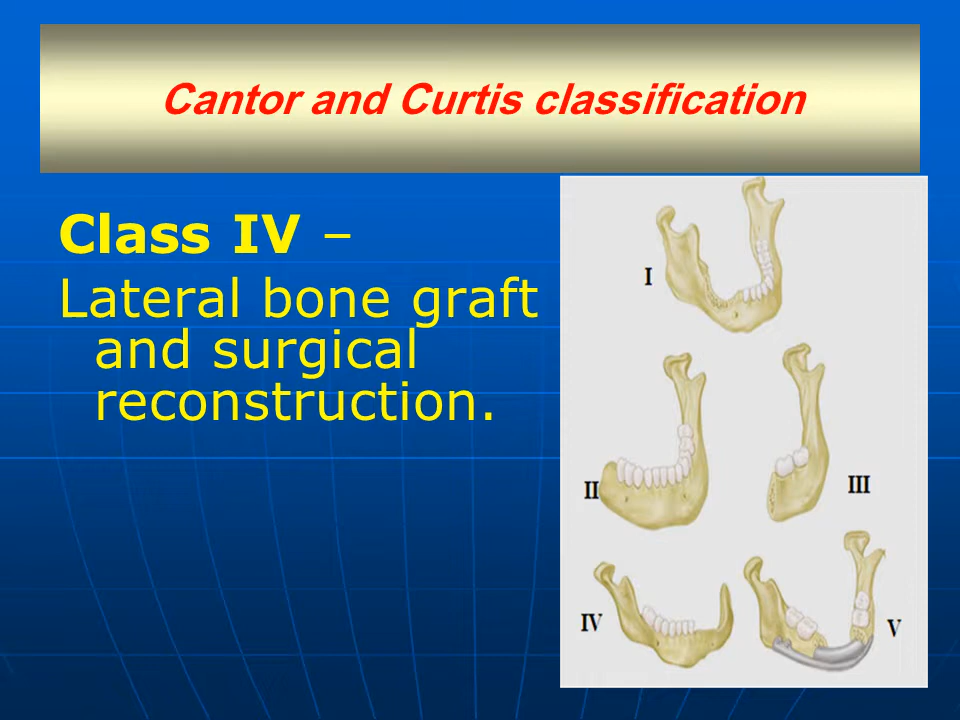 Cantor and Curtis classification
Class IV –
Lateral bone graft
and surgical
reconstruction.
I
II
III
IV
V